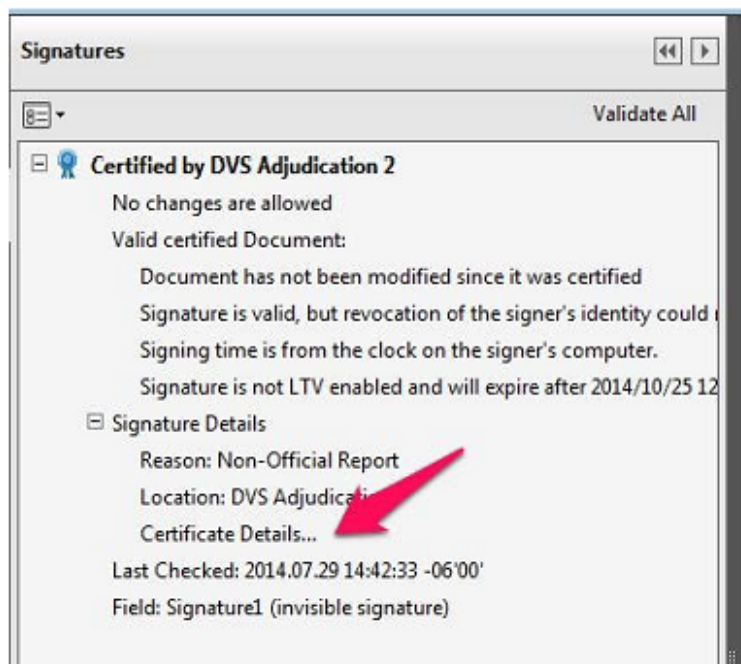 Signatures
Validate All
Certified by DVS Adjudication 2
No changes are allowed
Valid certified Document:
Document has not been modified since it was certified
Signature is valid, but revocation of the signer's identity could
Signing time is from the clock on the signer's computer.
Signature is not LTV enabled and will expire after 2014/10/25 12
Signature Details
Reason: Non-Official Report
Location: DVS
Certificate Details...
Last Checked: 2014.07.29 14:42:33 -06'00'
Field: Signature1 (invisible signature)